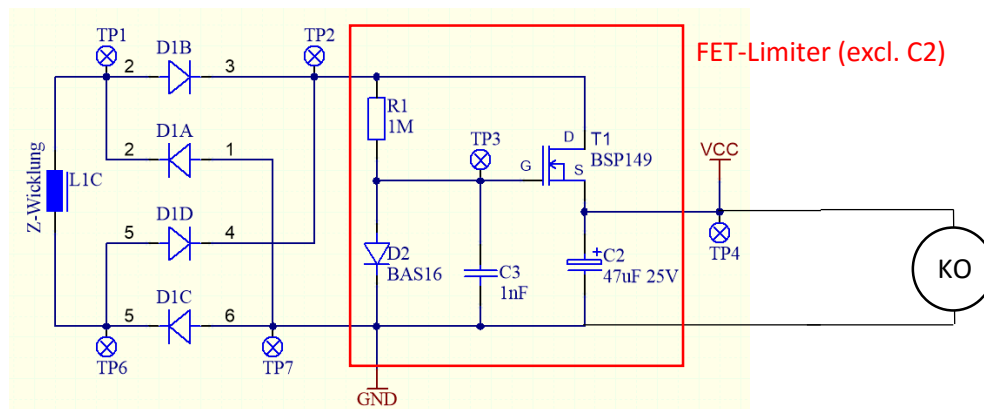 FET-Limiter (excl. C2)
TP1
D1B
TP2
2
3
R1
1M
D1A
TP3
D
T1
BSP149
VCC
2
1
G
S
Z-Wicklung
L1C
D1D
5
4
D2
BAS16
C3
1nF
+
C2
47uF 25V
TP4
KO
D1C
5
6
TP6
TP7
GND